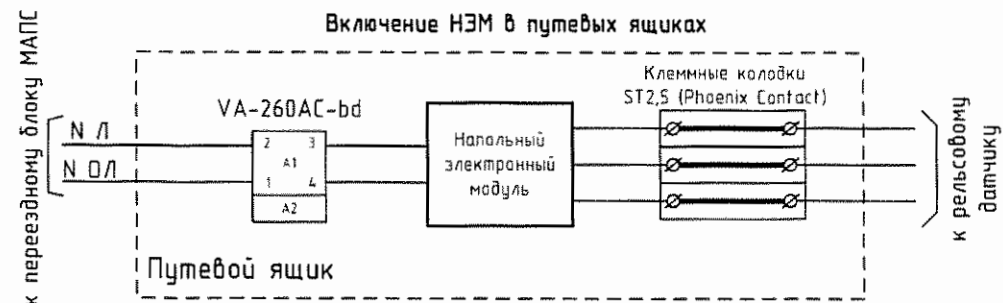 Включение НЭМ в путевых ящиках
к переездному блоку МАПС
N Л
N ОЛ
VA-260AC-bd
2 3
A1
1 4
A2
Напольный
электронный
модуль
Клеммные колодки
ST2,5 (Phoenix Contact)
к рельсовому
датчику
Путевой ящик